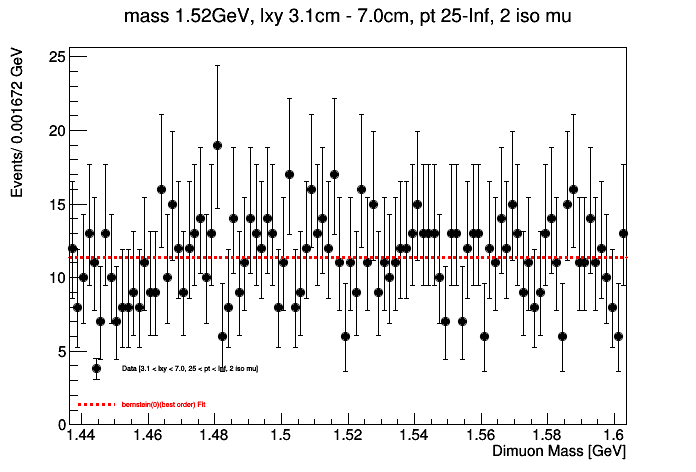 mass 1.52GeV, lxy 3.1cm - 7.0cm, pt 25-Inf, 2 iso mu
Events/ 0.001672 GeV
25
20
15
10
5
0
Data [3.1 < lxy < 7.0, 25 < pt < Inf, 2 iso mu]
bernstein(0)(best order) Fit
1.44 1.46 1.48 1.5 1.52 1.54 1.56 1.58 1.6
Dimuon Mass [GeV]